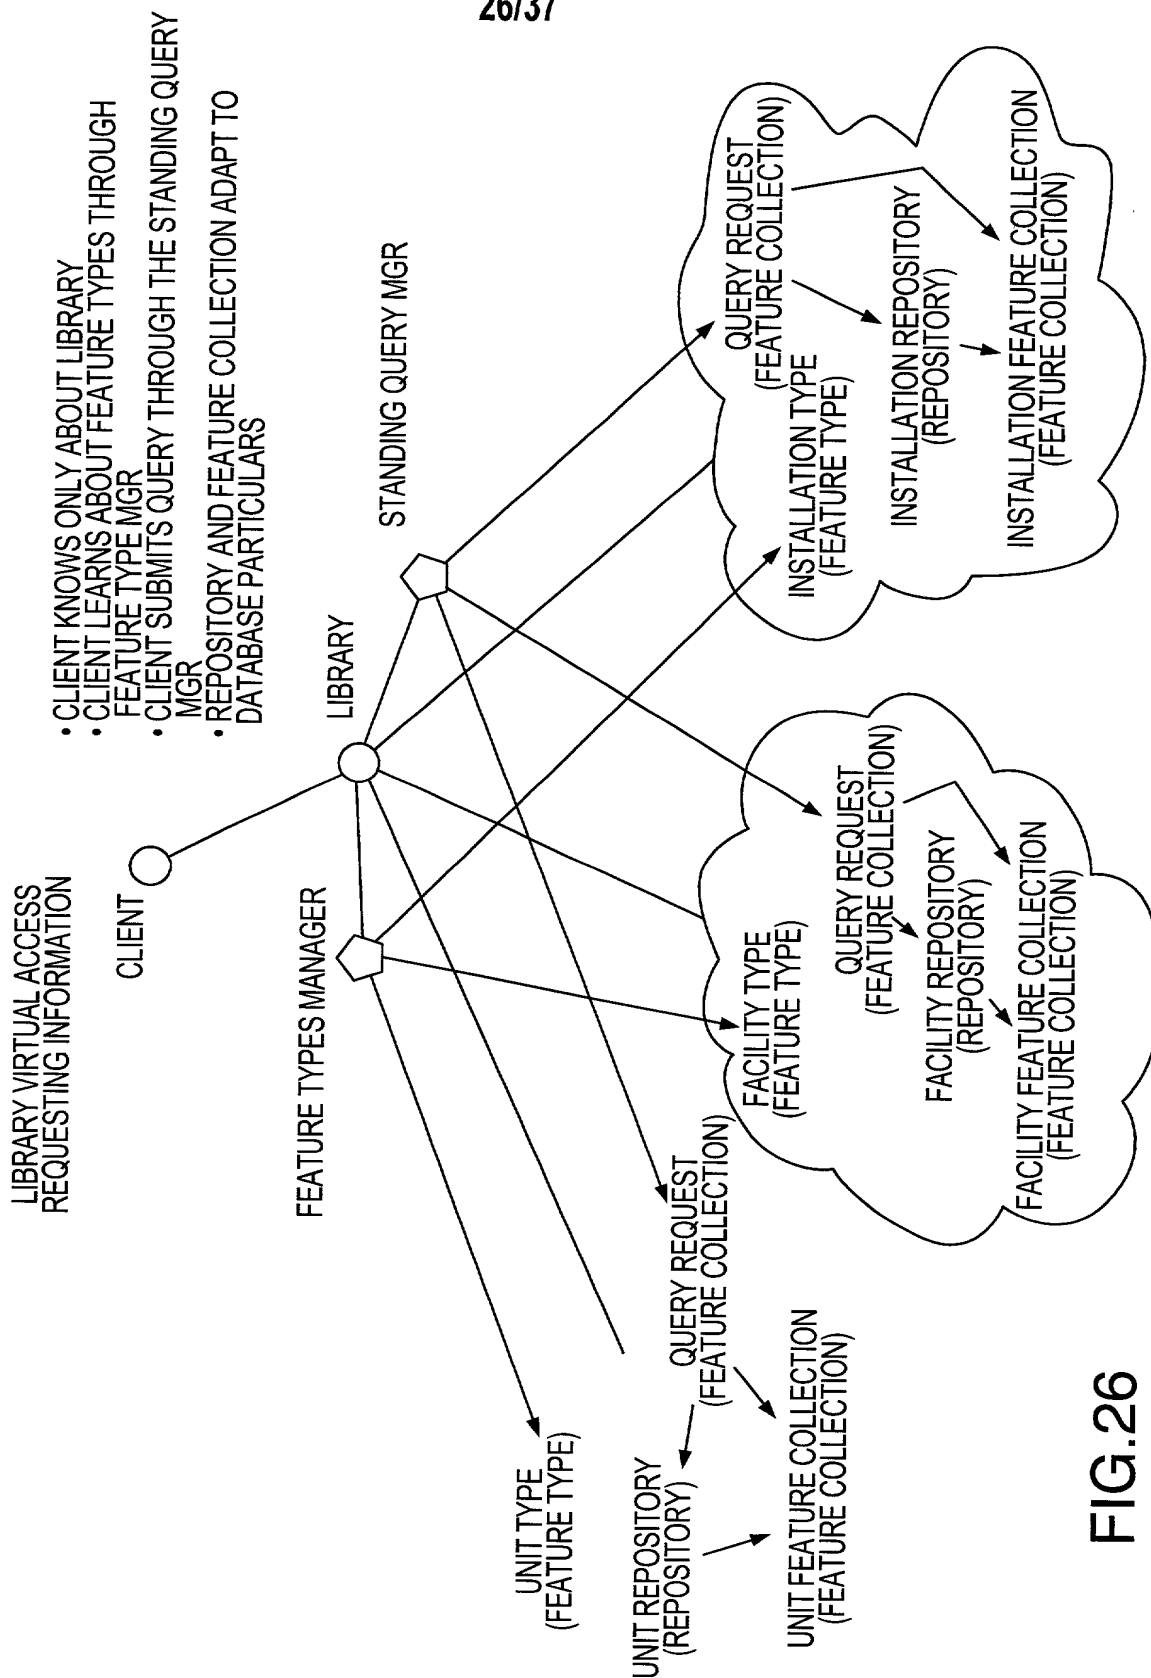 26/37
LIBRARY VIRTUAL ACCESS
REQUESTING INFORMATION
• CLIENT KNOWS ONLY ABOUT LIBRARY
• CLIENT LEARNS ABOUT FEATURE TYPES THROUGH
FEATURE TYPE MGR
• CLIENT SUBMITS QUERY THROUGH THE STANDING QUERY
MGR
• REPOSITORY AND FEATURE COLLECTION ADAPT TO
DATABASE PARTICULARS
CLIENT
LIBRARY
FEATURE TYPES MANAGER
STANDING QUERY MGR
UNIT TYPE
(FEATURE TYPE)
UNIT REPOSITORY
(REPOSITORY)
QUERY REQUEST
(FEATURE COLLECTION)
UNIT FEATURE COLLECTION
(FEATURE COLLECTION)
FACILITY TYPE
(FEATURE TYPE)
QUERY REQUEST
(FEATURE COLLECTION)
FACILITY REPOSITORY
(REPOSITORY)
FACILITY FEATURE COLLECTION
(FEATURE COLLECTION)
INSTALLATION TYPE
(FEATURE TYPE)
QUERY REQUEST
(FEATURE COLLECTION)
INSTALLATION REPOSITORY
(REPOSITORY)
INSTALLATION FEATURE COLLECTION
(FEATURE COLLECTION)
FIG.26